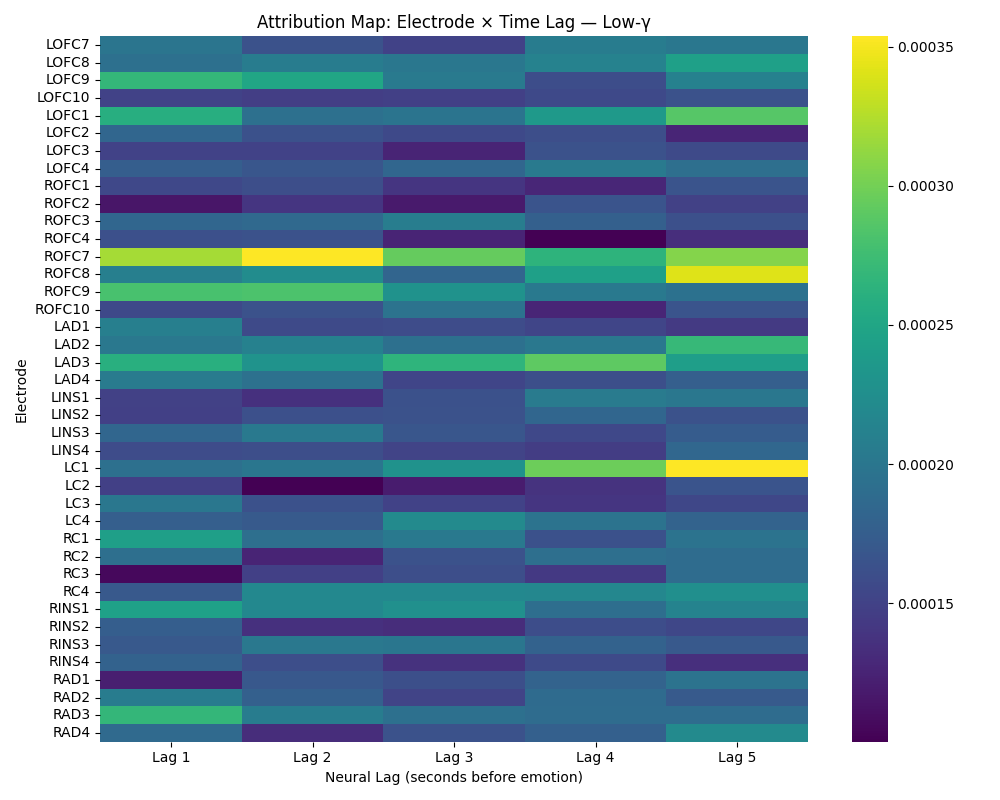 Attribution Map: Electrode × Time Lag — Low-γ
Electrode
LOFC7
LOFC8
LOFC9
LOFC10
LOFC1
LOFC2
LOFC3
LOFC4
ROFC1
ROFC2
ROFC3
ROFC4
ROFC7
ROFC8
ROFC9
ROFC10
LAD1
LAD2
LAD3
LAD4
LINS1
LINS2
LINS3
LINS4
LC1
LC2
LC3
LC4
RC1
RC2
RC3
RC4
RINS1
RINS2
RINS3
RINS4
RAD1
RAD2
RAD3
RAD4
Lag 1 Lag 2 Lag 3 Lag 4 Lag 5
Neural Lag (seconds before emotion)
0.00035
0.00030
0.00025
0.00020
0.00015